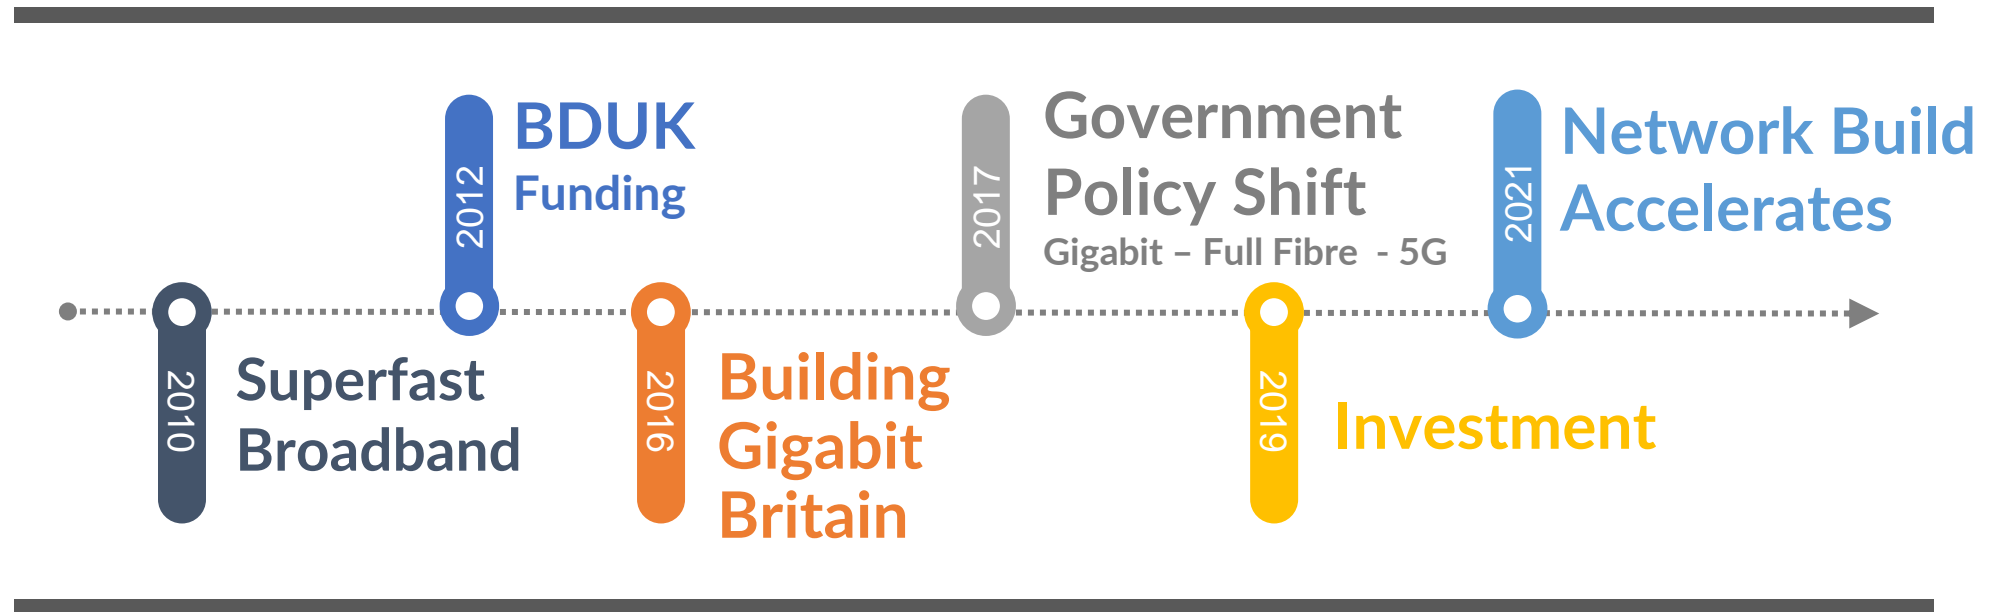 2010
Superfast
Broadband
2012
BDUK
Funding
2016
Building
Gigabit
Britain
2017
Government
Policy Shift
Gigabit – Full Fibre  - 5G
2019
Investment
2021
Network Build
Accelerates